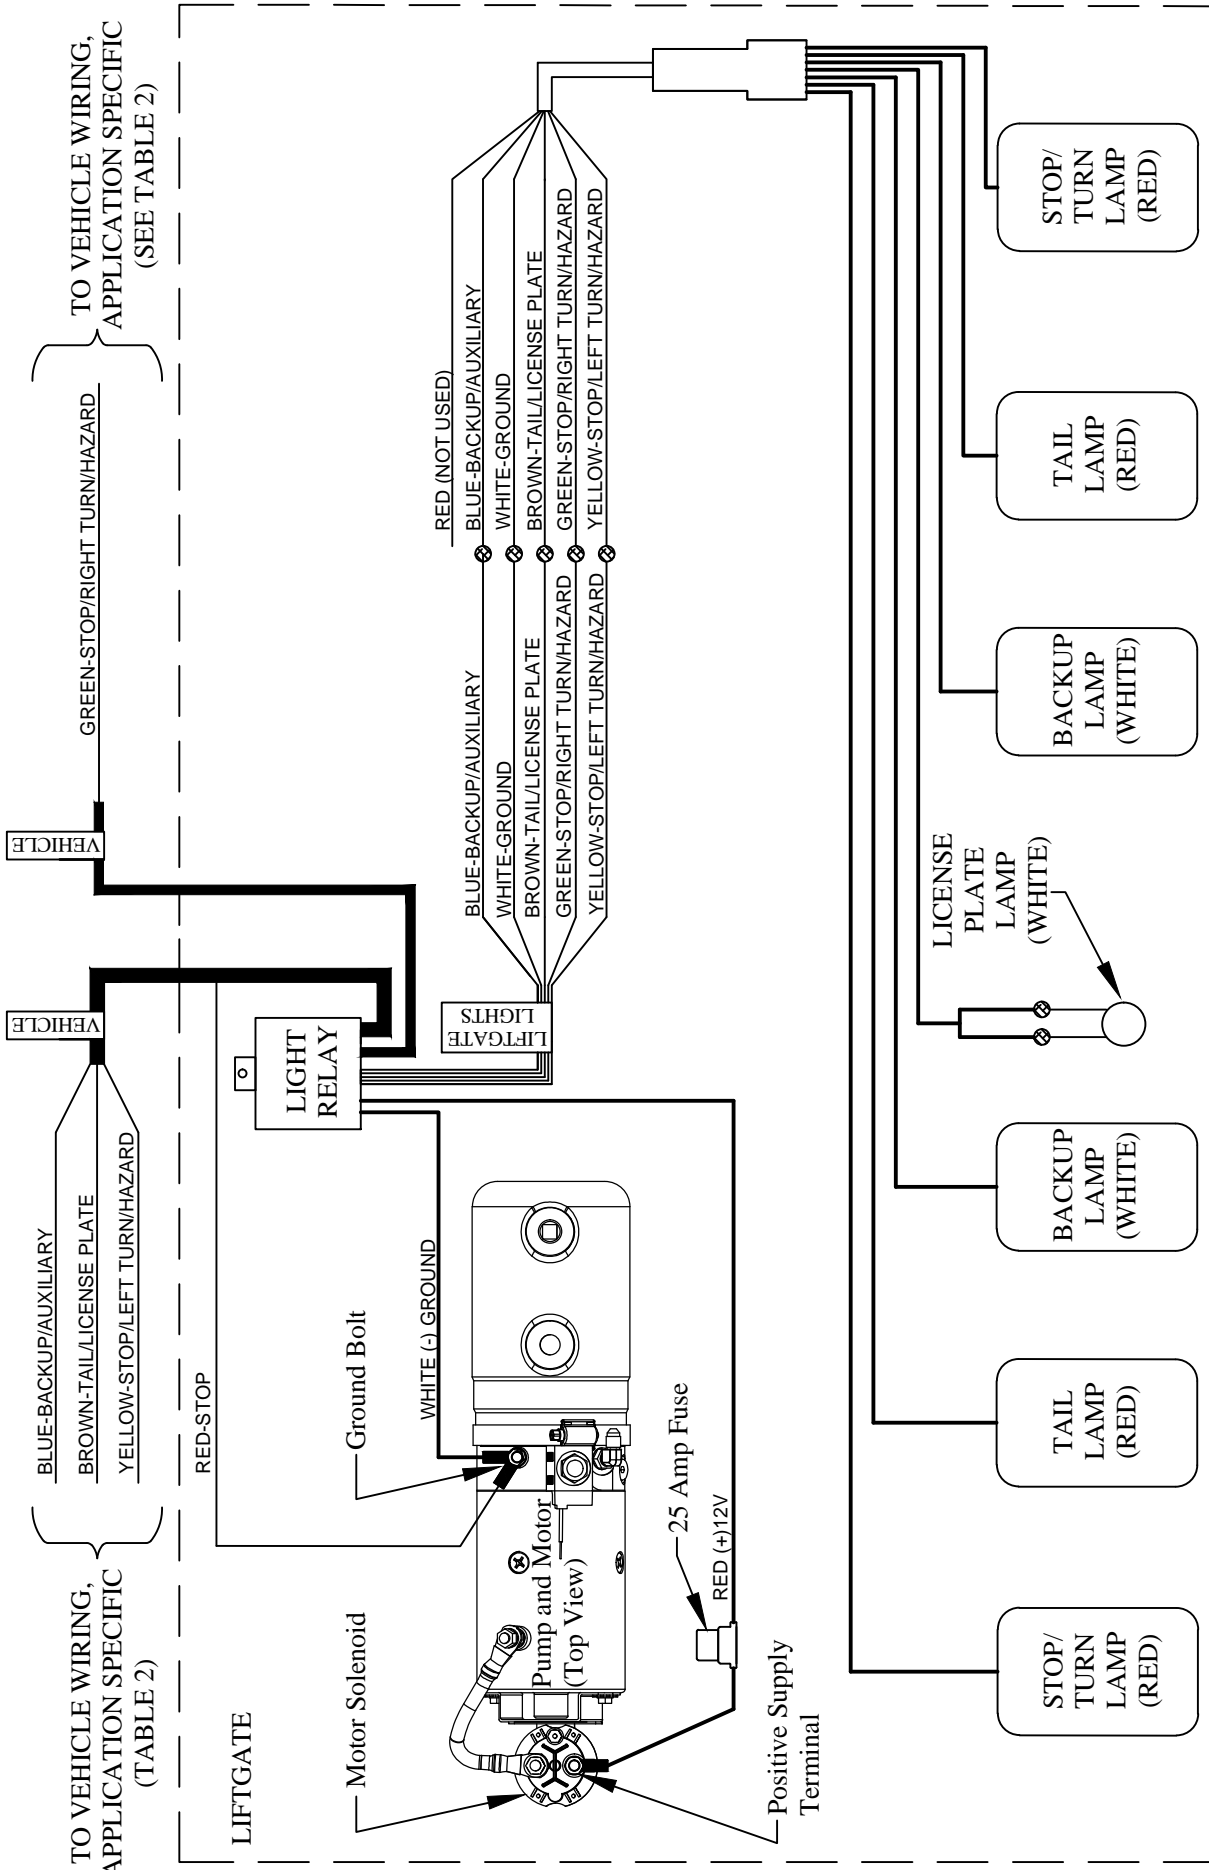 TO VEHICLE WIRING,
APPLICATION SPECIFIC
(TABLE 2)
BLUE-BACKUP/AUXILIARY
BROWN-TAIL/LICENSE PLATE
YELLOW-STOP/LEFT TURN/HAZARD
VEHICLE
VEHICLE
GREEN-STOP/RIGHT TURN/HAZARD
TO VEHICLE WIRING,
APPLICATION SPECIFIC
(SEE TABLE 2)
LIFTGATE
RED-STOP
LIGHT
RELAY
Motor Solenoid
Ground Bolt
WHITE (-) GROUND
Pump and Motor
(Top View)
25 Amp Fuse
RED (+)12V
Positive Supply
Terminal
LIFTGATE
LIGHTS
BLUE-BACKUP/AUXILIARY
WHITE-GROUND
BROWN-TAIL/LICENSE PLATE
GREEN-STOP/RIGHT TURN/HAZARD
YELLOW-STOP/LEFT TURN/HAZARD
RED (NOT USED)
BLUE-BACKUP/AUXILIARY
WHITE-GROUND
BROWN-TAIL/LICENSE PLATE
GREEN-STOP/RIGHT TURN/HAZARD
YELLOW-STOP/LEFT TURN/HAZARD
STOP/
TURN
LAMP
(RED)
TAIL
LAMP
(RED)
BACKUP
LAMP
(WHITE)
LICENSE
PLATE
LAMP
(WHITE)
BACKUP
LAMP
(WHITE)
TAIL
LAMP
(RED)
STOP/
TURN
LAMP
(RED)